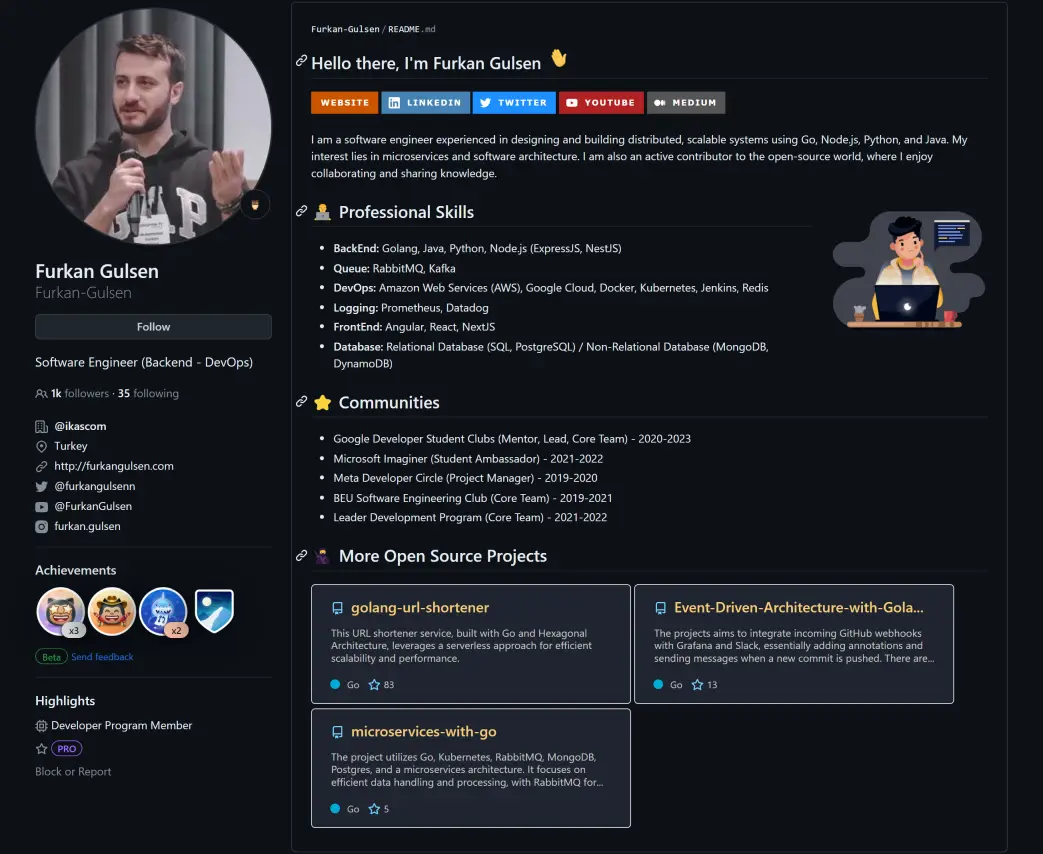 Furkan Gulsen
Furkan-Gulsen
Follow
Software Engineer (Backend - DevOps)
1k followers · 35 following
@ikascom
Turkey
http://furkangulsen.com
@furkangulsenn
@FurkanGulsen
furkan.gulsen
Achievements
x3
x2
Beta Send feedback
Highlights
Developer Program Member
PRO
Block or Report
Furkan-Gulsen/README.md
Hello there, I'm Furkan Gulsen
WEBSITE LINKEDIN TWITTER YOUTUBE MEDIUM
I am a software engineer experienced in designing and building distributed, scalable systems using Go, Node.js, Python, and Java. My
interest lies in microservices and software architecture. I am also an active contributor to the open-source world, where I enjoy
collaborating and sharing knowledge.
Professional Skills
BackEnd: Golang, Java, Python, Node.js (ExpressJS, NestJS)
Queue: RabbitMQ, Kafka
DevOps: Amazon Web Services (AWS), Google Cloud, Docker, Kubernetes, Jenkins, Redis
Logging: Prometheus, Datadog
FrontEnd: Angular, React, NextJS
Database: Relational Database (SQL, PostgreSQL) / Non-Relational Database (MongoDB,
DynamoDB)
Communities
Google Developer Student Clubs (Mentor, Lead, Core Team) - 2020-2023
Microsoft Imaginer (Student Ambassador) - 2021-2022
Meta Developer Circle (Project Manager) - 2019-2020
BEU Software Engineering Club (Core Team) - 2019-2021
Leader Development Program (Core Team) - 2021-2022
More Open Source Projects
golang-url-shortener
This URL shortener service, built with Go and Hexagonal
Architecture, leverages a serverless approach for efficient
scalability and performance.
Go 83
Event-Driven-Architecture-with-Gola...
The projects aims to integrate incoming GitHub webhooks
with Grafana and Slack, essentially adding annotations and
sending messages when a new commit is pushed. There are...
Go 13
microservices-with-go
The project utilizes Go, Kubernetes, RabbitMQ, MongoDB,
Postgres, and a microservices architecture. It focuses on
efficient data handling and processing, with RabbitMQ for...
Go 5